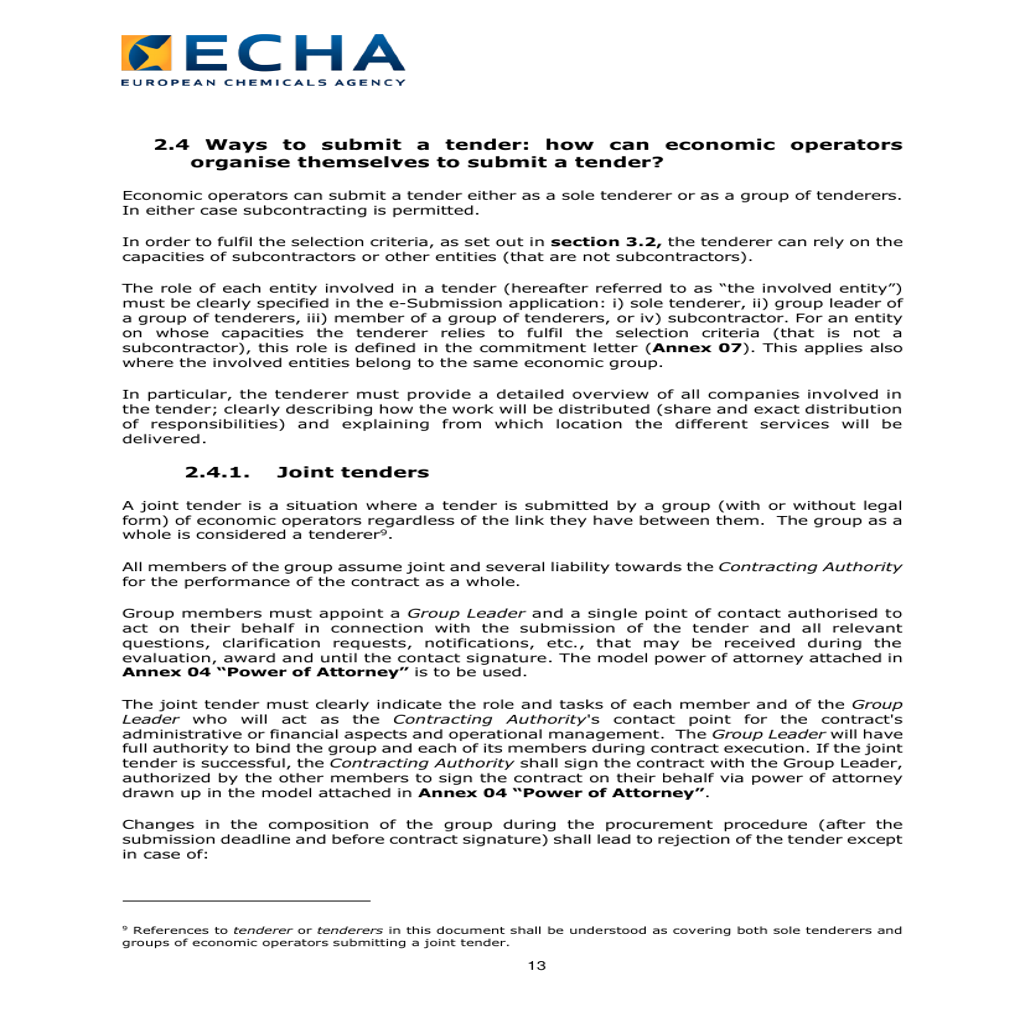 ECHA
EUROPEAN CHEMICALS AGENCY
2.4 Ways to submit a tender: how can economic operators
organise themselves to submit a tender?
Economic operators can submit a tender either as a sole tenderer or as a group of tenderers.
In either case subcontracting is permitted.
In order to fulfil the selection criteria, as set out in section 3.2, the tenderer can rely on the
capacities of subcontractors or other entities (that are not subcontractors).
The role of each entity involved in a tender (hereafter referred to as “the involved entity”)
must be clearly specified in the e-Submission application: i) sole tenderer, ii) group leader of
a group of tenderers, iii) member of a group of tenderers, or iv) subcontractor. For an entity
on whose capacities the tenderer relies to fulfil the selection criteria (that is not a
subcontractor), this role is defined in the commitment letter (Annex 07). This applies also
where the involved entities belong to the same economic group.
In particular, the tenderer must provide a detailed overview of all companies involved in
the tender; clearly describing how the work will be distributed (share and exact distribution
of responsibilities) and explaining from which location the different services will be
delivered.
2.4.1. Joint tenders
A joint tender is a situation where a tender is submitted by a group (with or without legal
form) of economic operators regardless of the link they have between them. The group as a
whole is considered a tenderer⁹.
All members of the group assume joint and several liability towards the Contracting Authority
for the performance of the contract as a whole.
Group members must appoint a Group Leader and a single point of contact authorised to
act on their behalf in connection with the submission of the tender and all relevant
questions, clarification requests, notifications, etc., that may be received during the
evaluation, award and until the contact signature. The model power of attorney attached in
Annex 04 “Power of Attorney” is to be used.
The joint tender must clearly indicate the role and tasks of each member and of the Group
Leader who will act as the Contracting Authority's contact point for the contract's
administrative or financial aspects and operational management. The Group Leader will have
full authority to bind the group and each of its members during contract execution. If the joint
tender is successful, the Contracting Authority shall sign the contract with the Group Leader,
authorized by the other members to sign the contract on their behalf via power of attorney
drawn up in the model attached in Annex 04 “Power of Attorney”.
Changes in the composition of the group during the procurement procedure (after the
submission deadline and before contract signature) shall lead to rejection of the tender except
in case of:
⁹ References to tenderer or tenderers in this document shall be understood as covering both sole tenderers and
groups of economic operators submitting a joint tender.
13